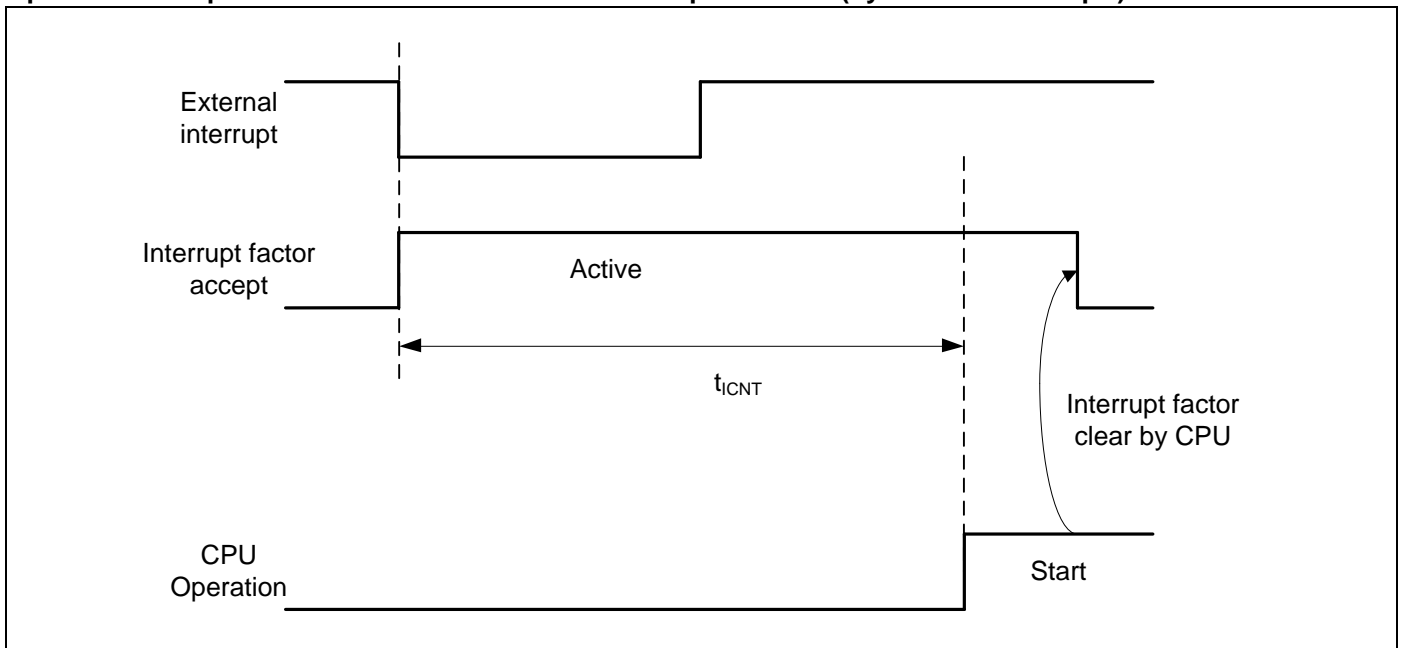 External
interrupt
Interrupt factor
accept
Active
tICNT
Interrupt factor
clear by CPU
CPU
Operation
Start